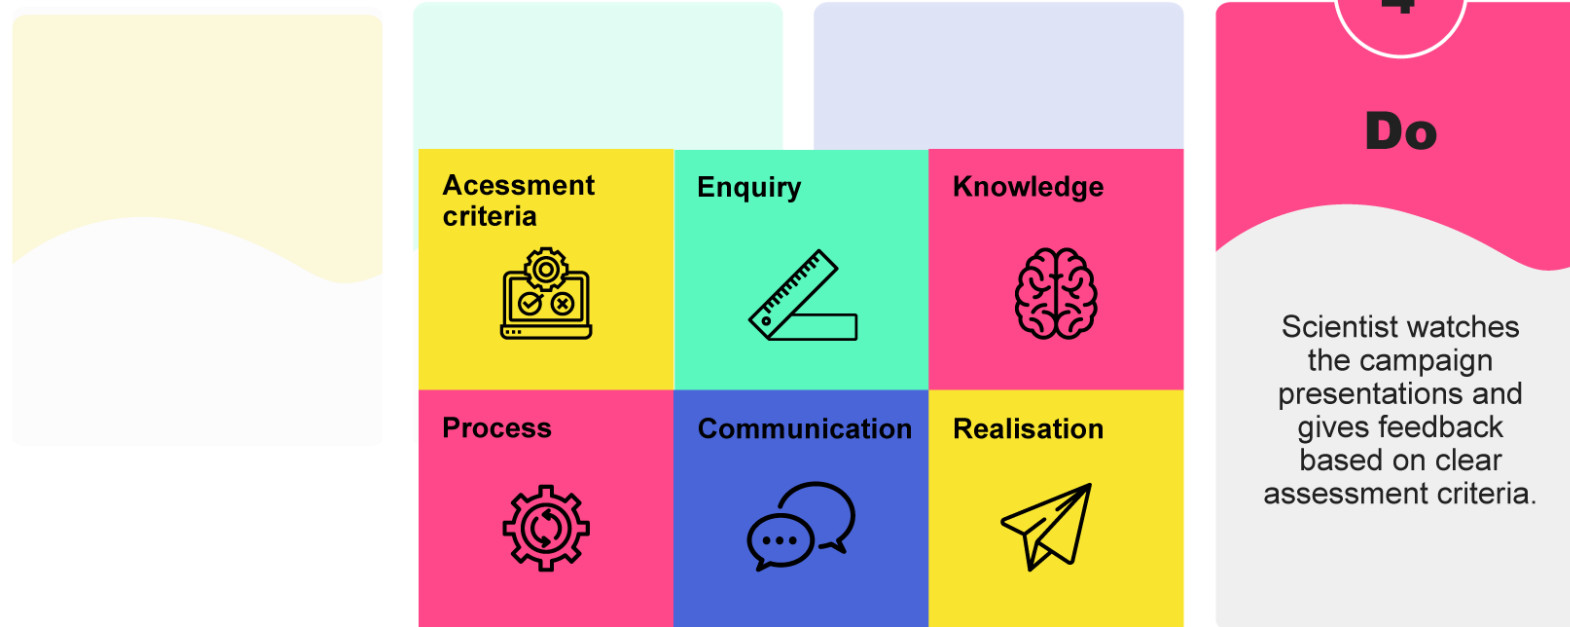 Acessment
criteria
Enquiry
Knowledge
Process
Communication
Realisation
4
Do
Scientist watches
the campaign
presentations and
gives feedback
based on clear
assessment criteria.